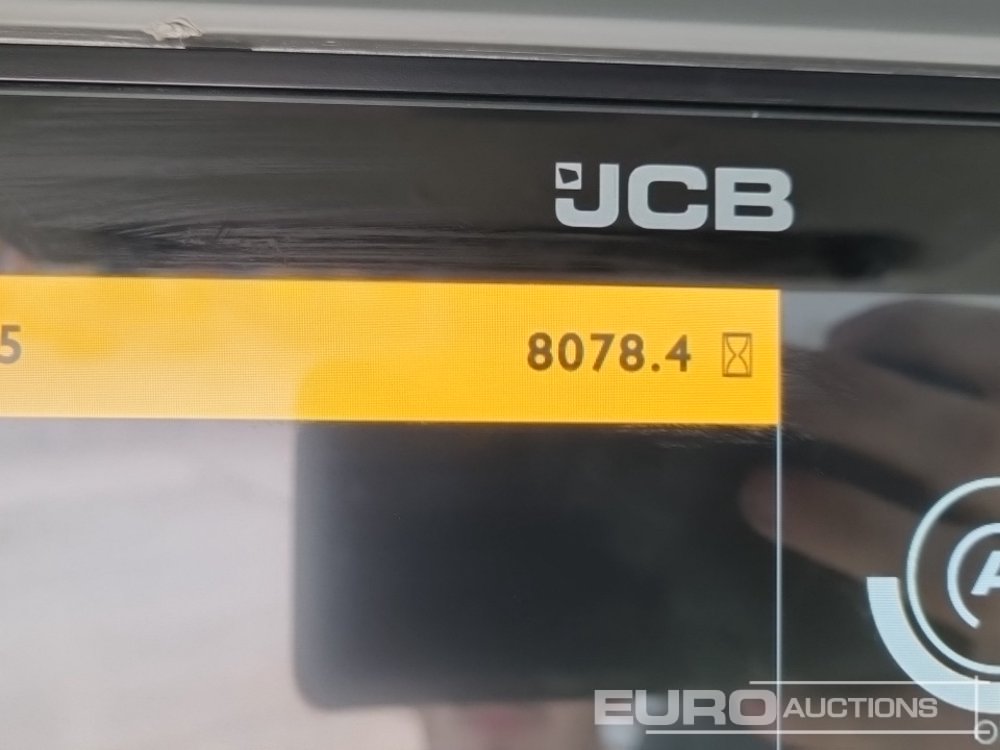 JCB
5 8078.4
A
EURO AUCTIONS